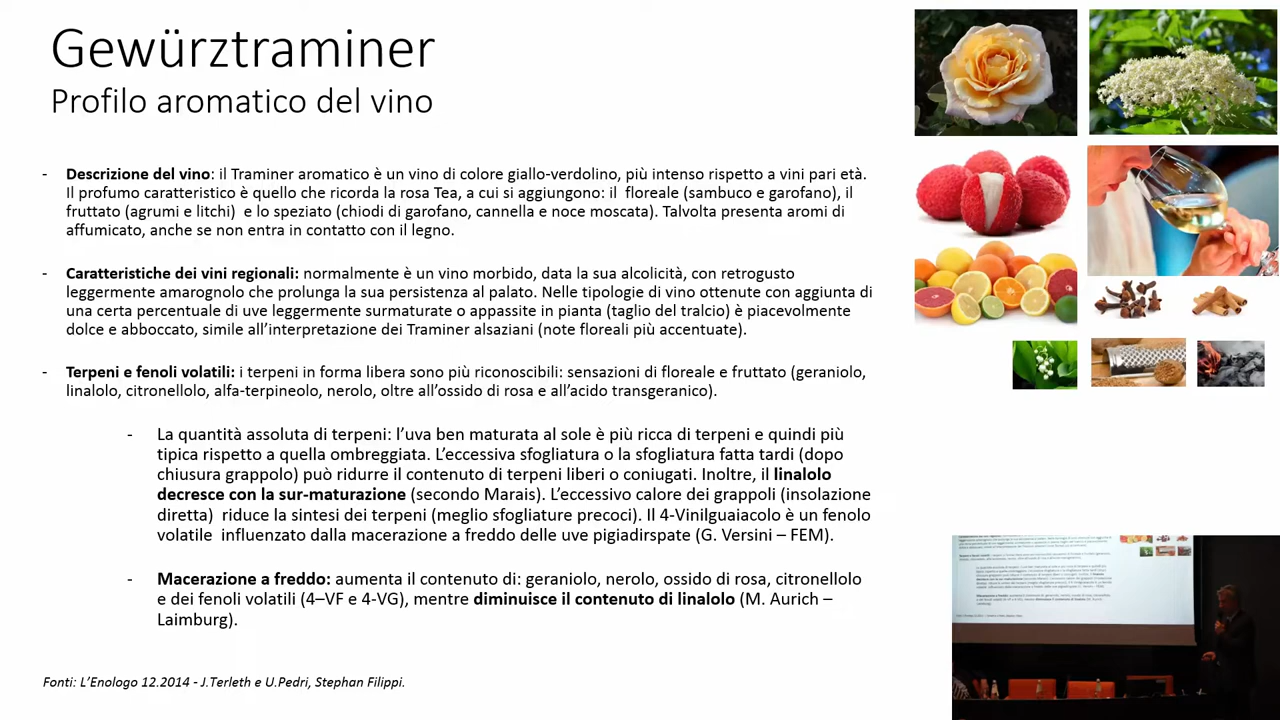 Gewürztraminer
Profilo aromatico del vino
- Descrizione del vino: il Traminer aromatico è un vino di colore giallo-verdolino, più intenso rispetto a vini pari età.
Il profumo caratteristico è quello che ricorda la rosa Tea, a cui si aggiungono: il floreale (sambuco e garofano), il
fruttato (agrumi e litchi) e lo speziato (chiodi di garofano, cannella e noce moscata). Talvolta presenta aromi di
affumicato, anche se non entra in contatto con il legno.
- Caratteristiche dei vini regionali: normalmente è un vino morbido, data la sua alcolicità, con retrogusto
leggermente amarognolo che prolunga la sua persistenza al palato. Nelle tipologie di vino ottenute con aggiunta di
una certa percentuale di uve leggermente surmaturate o appassite in pianta (taglio del tralcio) è piacevolmente
dolce e abboccato, simile all'interpretazione dei Traminer alsaziani (note floreali più accentuate).
- Terpeni e fenoli volatili: i terpeni in forma libera sono più riconoscibili: sensazioni di floreale e fruttato (geraniolo,
linalolo, citronellolo, alfa-terpineolo, nerolo, oltre all'ossido di rosa e all'acido transgeranico).
- La quantità assoluta di terpeni: l'uva ben maturata al sole è più ricca di terpeni e quindi più
tipica rispetto a quella ombreggiata. L'eccessiva sfogliatura o la sfogliatura fatta tardi (dopo
chiusura grappolo) può ridurre il contenuto di terpeni liberi o coniugati. Inoltre, il linalolo
decresce con la sur-maturazione (secondo Marais). L'eccessivo calore dei grappoli (insolazione
diretta) riduce la sintesi dei terpeni (meglio sfogliature precoci). Il 4-Vinilguaiacolo è un fenolo
volatile influenzato dalla macerazione a freddo delle uve pigiadirspate (G. Versini – FEM).
- Macerazione a freddo: il contenuto di: geraniolo, nerolo, ossido di
e dei fenoli mentre diminuisce il contenuto di linalolo (M. Aurich –
Laimburg).
Fonti: L'Enologo 12.2014 - J.Terleth e U.Pedri, Stephan Filippi.